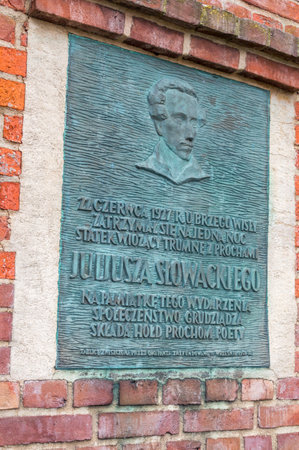 22 CZERWCA 1927 R. U BRZEGU WISŁY
ZATRZYMAŁ SIĘ NA JEDNĄ NOC
STATEK WIOZĄCY TRUMNĘ Z PROCHAMI
JULIUSZA SŁOWACKIEGO
NA PAMIĄTKĘ TEGO WYDARZENIA
SPOŁECZEŃSTWO GRUDZIĄDZA
SKŁADA HOŁD PROCHOM POETY